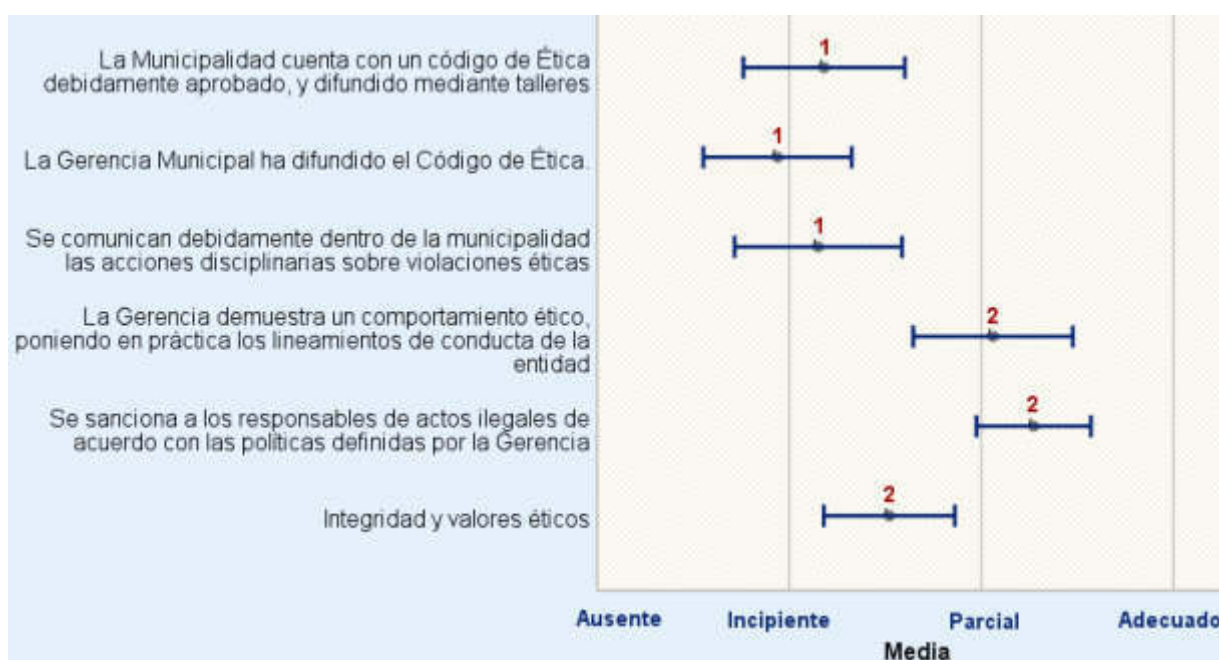 La Municipalidad cuenta con un código de Ética
debidamente aprobado, y difundido mediante talleres
1
La Gerencia Municipal ha difundido el Código de Ética.
1
Se comunican debidamente dentro de la municipalidad
las acciones disciplinarias sobre violaciones éticas
1
La Gerencia demuestra un comportamiento ético,
poniendo en pràctica los lineamientos de conducta de la
entidad
2
Se sanciona a los responsables de actos ilegales de
acuerdo con las políticas definidas por la Gerencia
2
Integridad y valores éticos
2
Ausente Incipiente Parcial Adecuado
Media